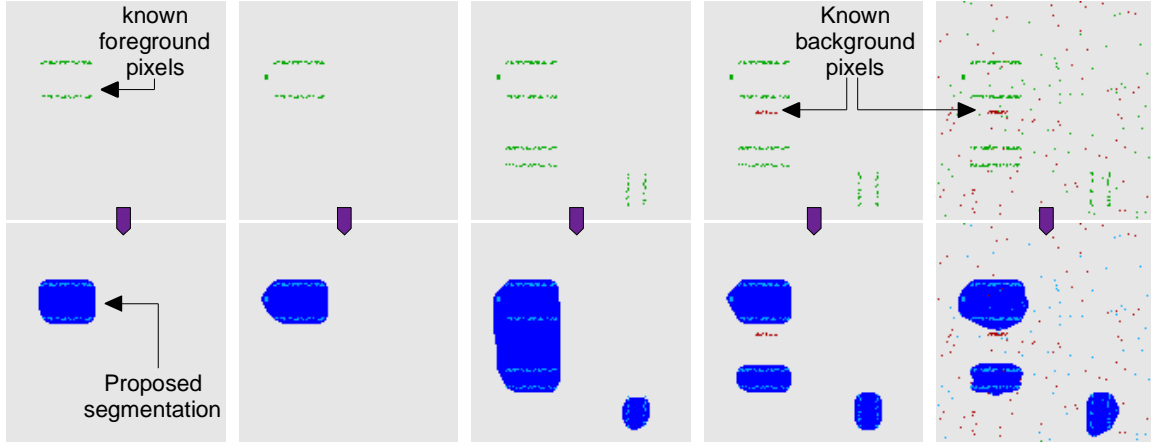 known
foreground
pixels
Known
background
pixels
Proposed
segmentation